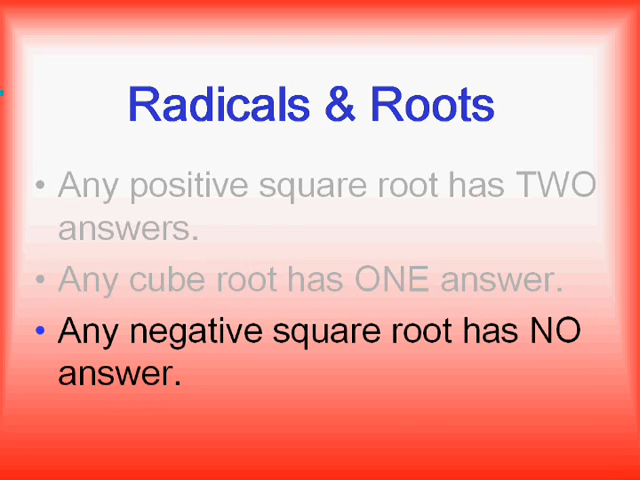 Radicals & Roots
• Any positive square root has TWO
answers.
• Any cube root has ONE answer.
• Any negative square root has NO
answer.